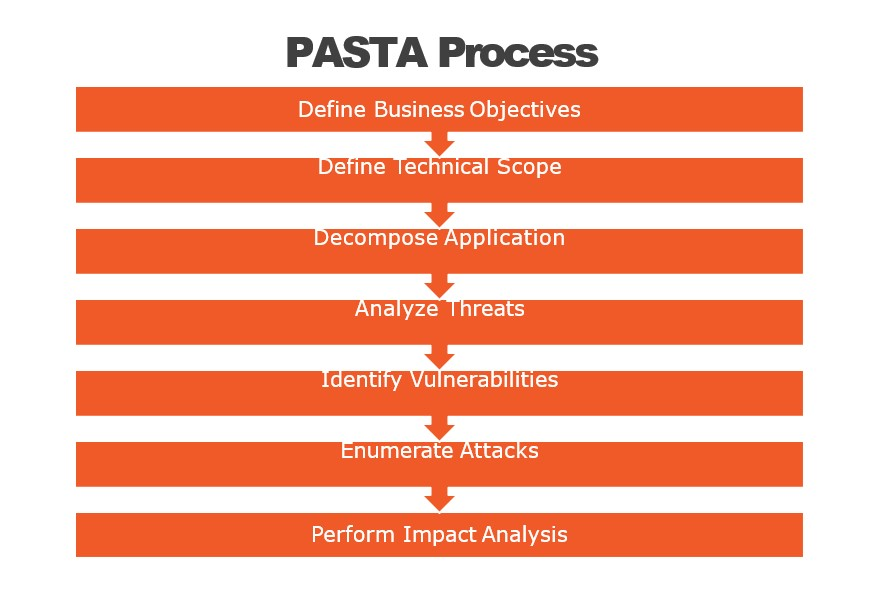 PASTA Process
Define Business Objectives
Define Technical Scope
Decompose Application
Analyze Threats
Identify Vulnerabilities
Enumerate Attacks
Perform Impact Analysis